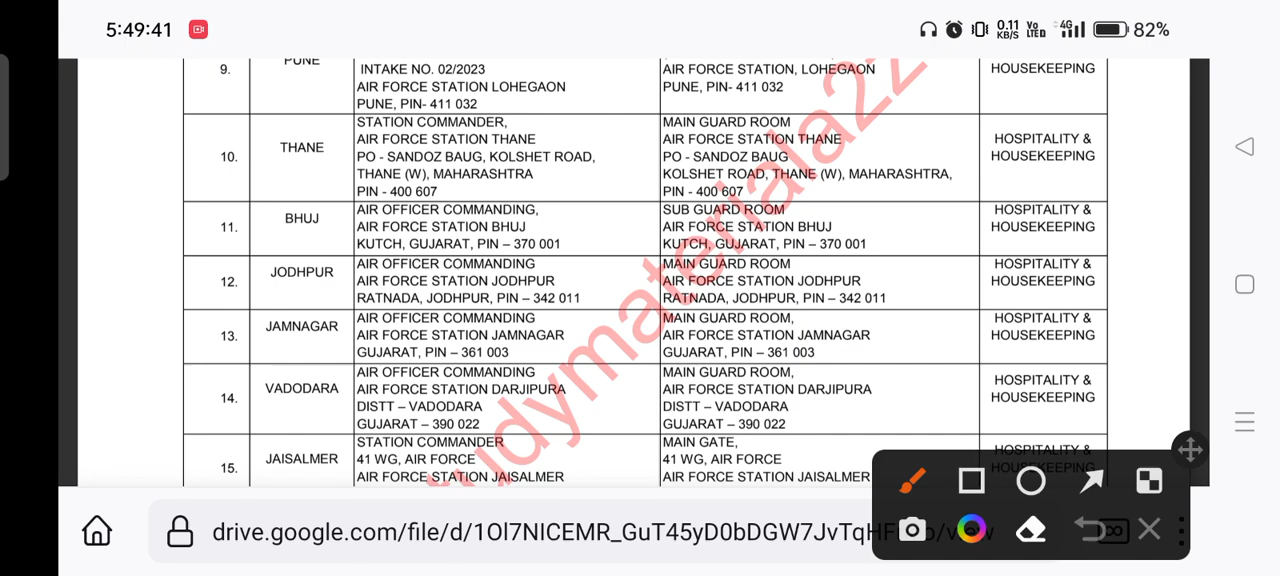 5:49:41
0.11 KB/S
Vo LTED
4G
82%
9.
PUNE
INTAKE NO. 02/2023
AIR FORCE STATION LOHEGAON
PUNE, PIN- 411 032
AIR FORCE STATION, LOHEGAON
PUNE, PIN- 411 032
HOUSEKEEPING
10.
THANE
STATION COMMANDER,
AIR FORCE STATION THANE
PO - SANDOZ BAUG, KOLSHET ROAD,
THANE (W), MAHARASHTRA
PIN - 400 607
MAIN GUARD ROOM
AIR FORCE STATION THANE
PO - SANDOZ BAUG
KOLSHET ROAD, THANE (W), MAHARASHTRA,
PIN - 400 607
HOSPITALITY &
HOUSEKEEPING
11.
BHUJ
AIR OFFICER COMMANDING,
AIR FORCE STATION BHUJ
KUTCH, GUJARAT, PIN – 370 001
SUB GUARD ROOM
AIR FORCE STATION BHUJ
KUTCH, GUJARAT, PIN – 370 001
HOSPITALITY &
HOUSEKEEPING
12.
JODHPUR
AIR OFFICER COMMANDING
AIR FORCE STATION JODHPUR
RATNADA, JODHPUR, PIN – 342 011
MAIN GUARD ROOM
AIR FORCE STATION JODHPUR
RATNADA, JODHPUR, PIN – 342 011
HOSPITALITY &
HOUSEKEEPING
13.
JAMNAGAR
AIR OFFICER COMMANDING
AIR FORCE STATION JAMNAGAR
GUJARAT, PIN – 361 003
MAIN GUARD ROOM,
AIR FORCE STATION JAMNAGAR
GUJARAT, PIN – 361 003
HOSPITALITY &
HOUSEKEEPING
14.
VADODARA
AIR OFFICER COMMANDING
AIR FORCE STATION DARJIPURA
DISTT – VADODARA
GUJARAT – 390 022
MAIN GUARD ROOM,
AIR FORCE STATION DARJIPURA
DISTT – VADODARA
GUJARAT – 390 022
HOSPITALITY &
HOUSEKEEPING
15.
JAISALMER
STATION COMMANDER
41 WG, AIR FORCE
AIR FORCE STATION JAISALMER
MAIN GATE,
41 WG, AIR FORCE
AIR FORCE STATION JAISALMER
HOSPITALITY &
HOUSEKEEPING
udymateriala22